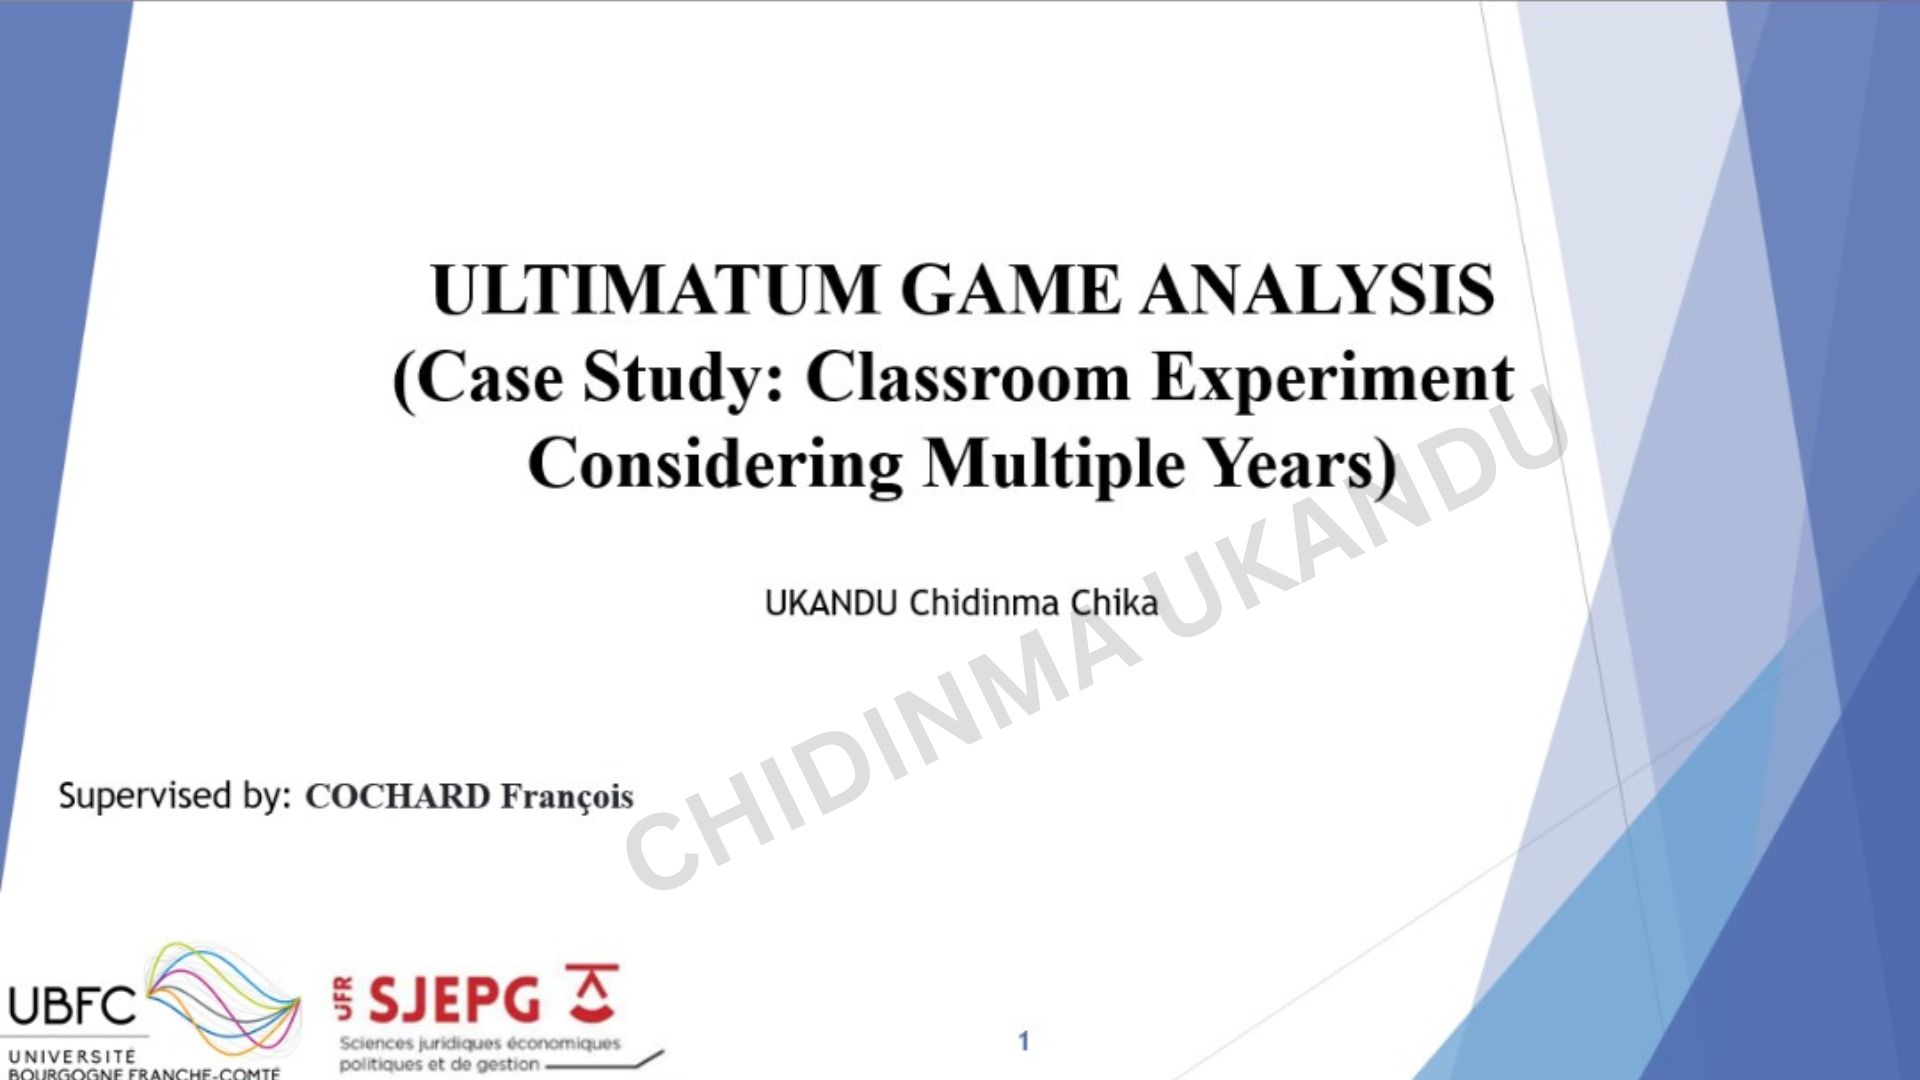 ULTIMATUM GAME ANALYSIS
(Case Study: Classroom Experiment
Considering Multiple Years)
UKANDU Chidinma Chika
CHIDINMA UKANDU
Supervised by: COCHARD François
UBFC
UNIVERSITÉ
BOURGOGNE FRANCHE-COMTÉ
UFR SJEPG
Sciences juridiques économiques
politiques et de gestion
1